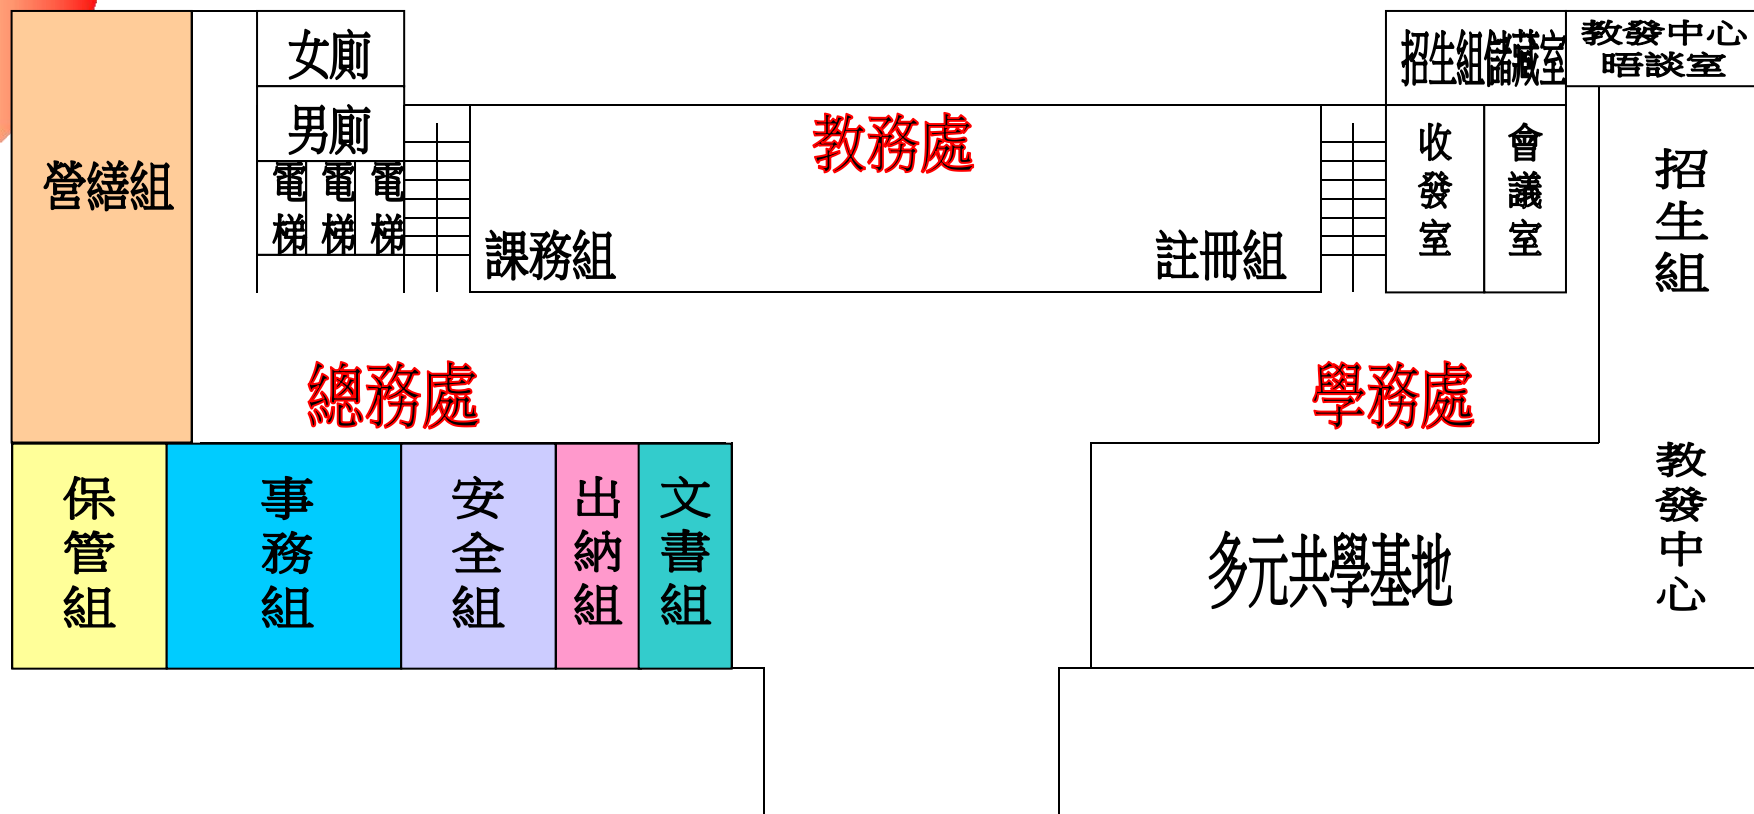 女廁
男廁
電梯
電梯
電梯
營繕組
教務處
課務組
註冊組
招生組儲藏室
教發中心
晤談室
收發室
會議室
招生組
總務處
學務處
保管組
事務組
安全組
出納組
文書組
多元共學基地
教發中心